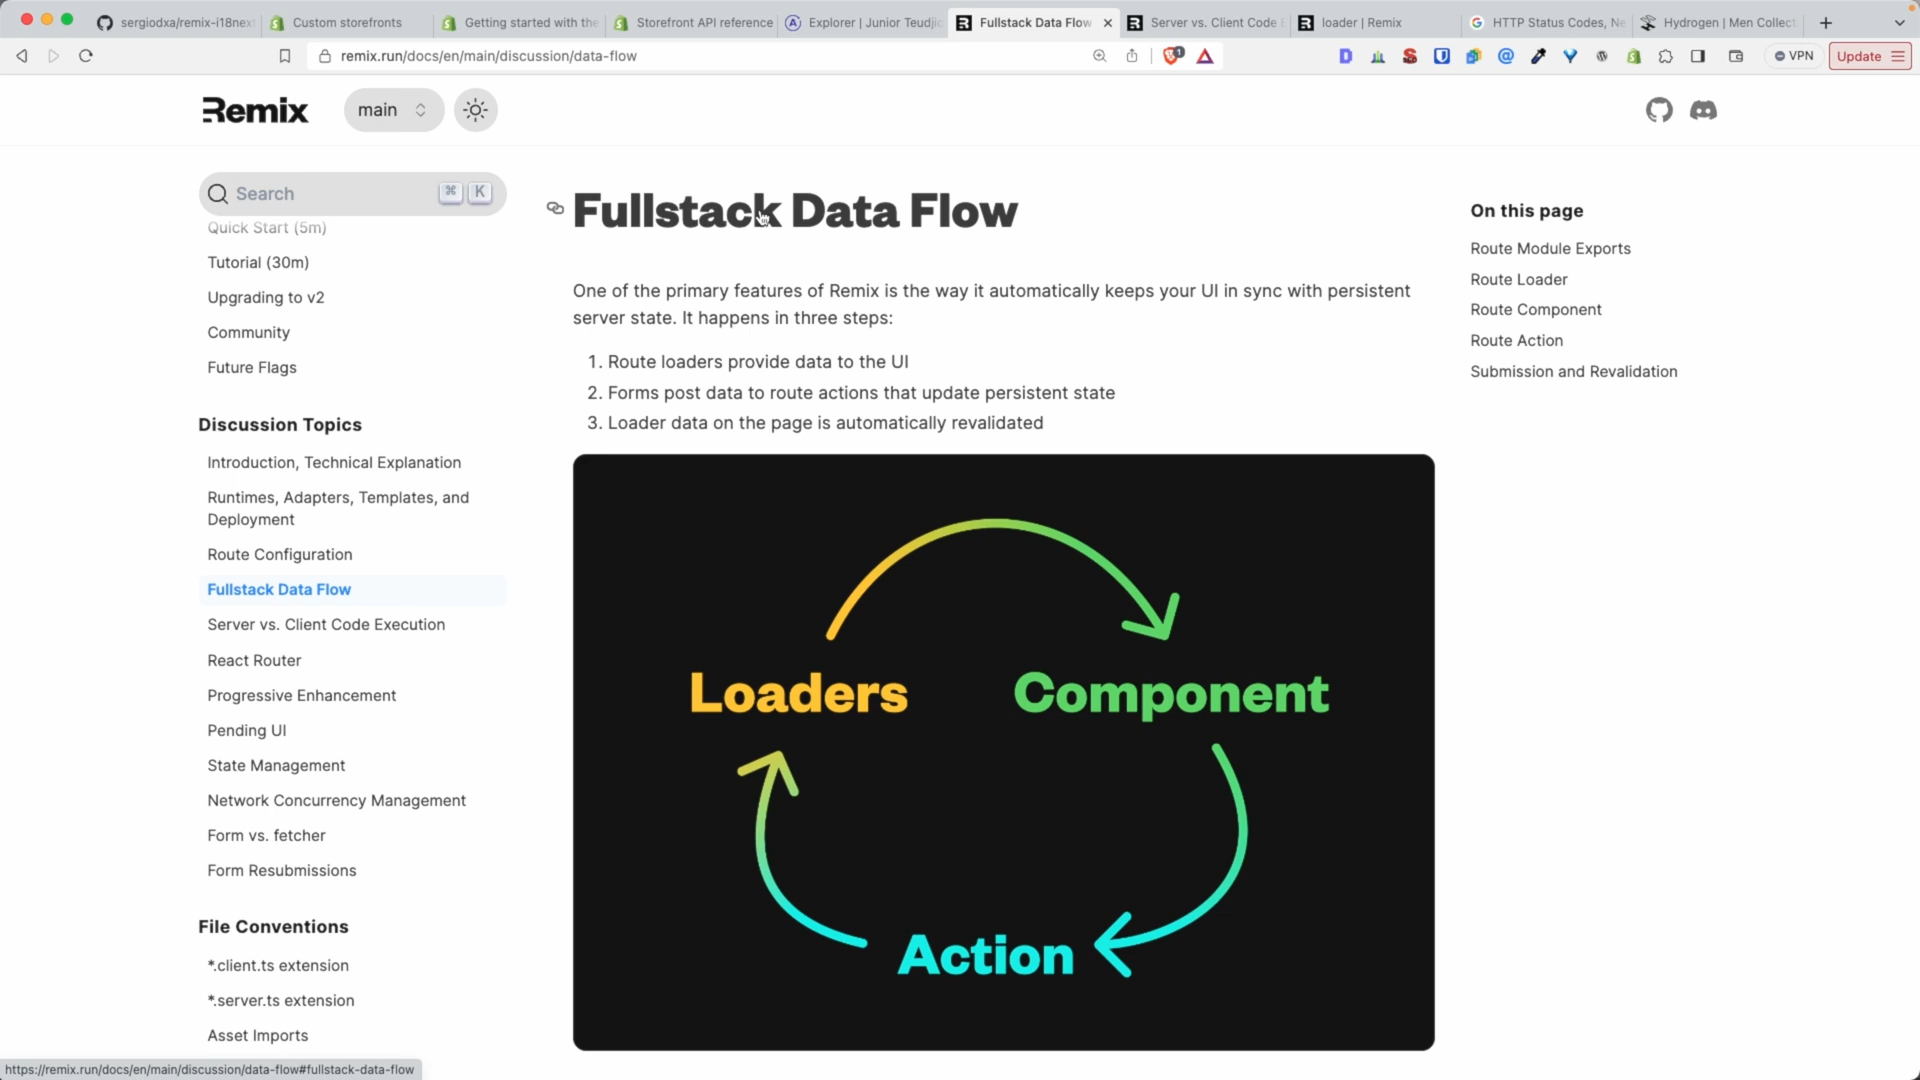 sergiodxa/remix-i18nex
Custom storefronts
Getting started with the
Storefront API reference
Explorer | Junior Teudjio
Fullstack Data Flow
Server vs. Client Code E
loader | Remix
HTTP Status Codes, Ne
Hydrogen | Men Collect
remix.run/docs/en/main/discussion/data-flow
VPN
Update
Remix
main
Search
⌘ K
Quick Start (5m)
Tutorial (30m)
Upgrading to v2
Community
Future Flags
Discussion Topics
Introduction, Technical Explanation
Runtimes, Adapters, Templates, and
Deployment
Route Configuration
Fullstack Data Flow
Server vs. Client Code Execution
React Router
Progressive Enhancement
Pending UI
State Management
Network Concurrency Management
Form vs. fetcher
Form Resubmissions
File Conventions
*.client.ts extension
*.server.ts extension
Asset Imports
Fullstack Data Flow
One of the primary features of Remix is the way it automatically keeps your UI in sync with persistent
server state. It happens in three steps:
1. Route loaders provide data to the UI
2. Forms post data to route actions that update persistent state
3. Loader data on the page is automatically revalidated
Loaders
Component
Action
On this page
Route Module Exports
Route Loader
Route Component
Route Action
Submission and Revalidation
https://remix.run/docs/en/main/discussion/data-flow#fullstack-data-flow